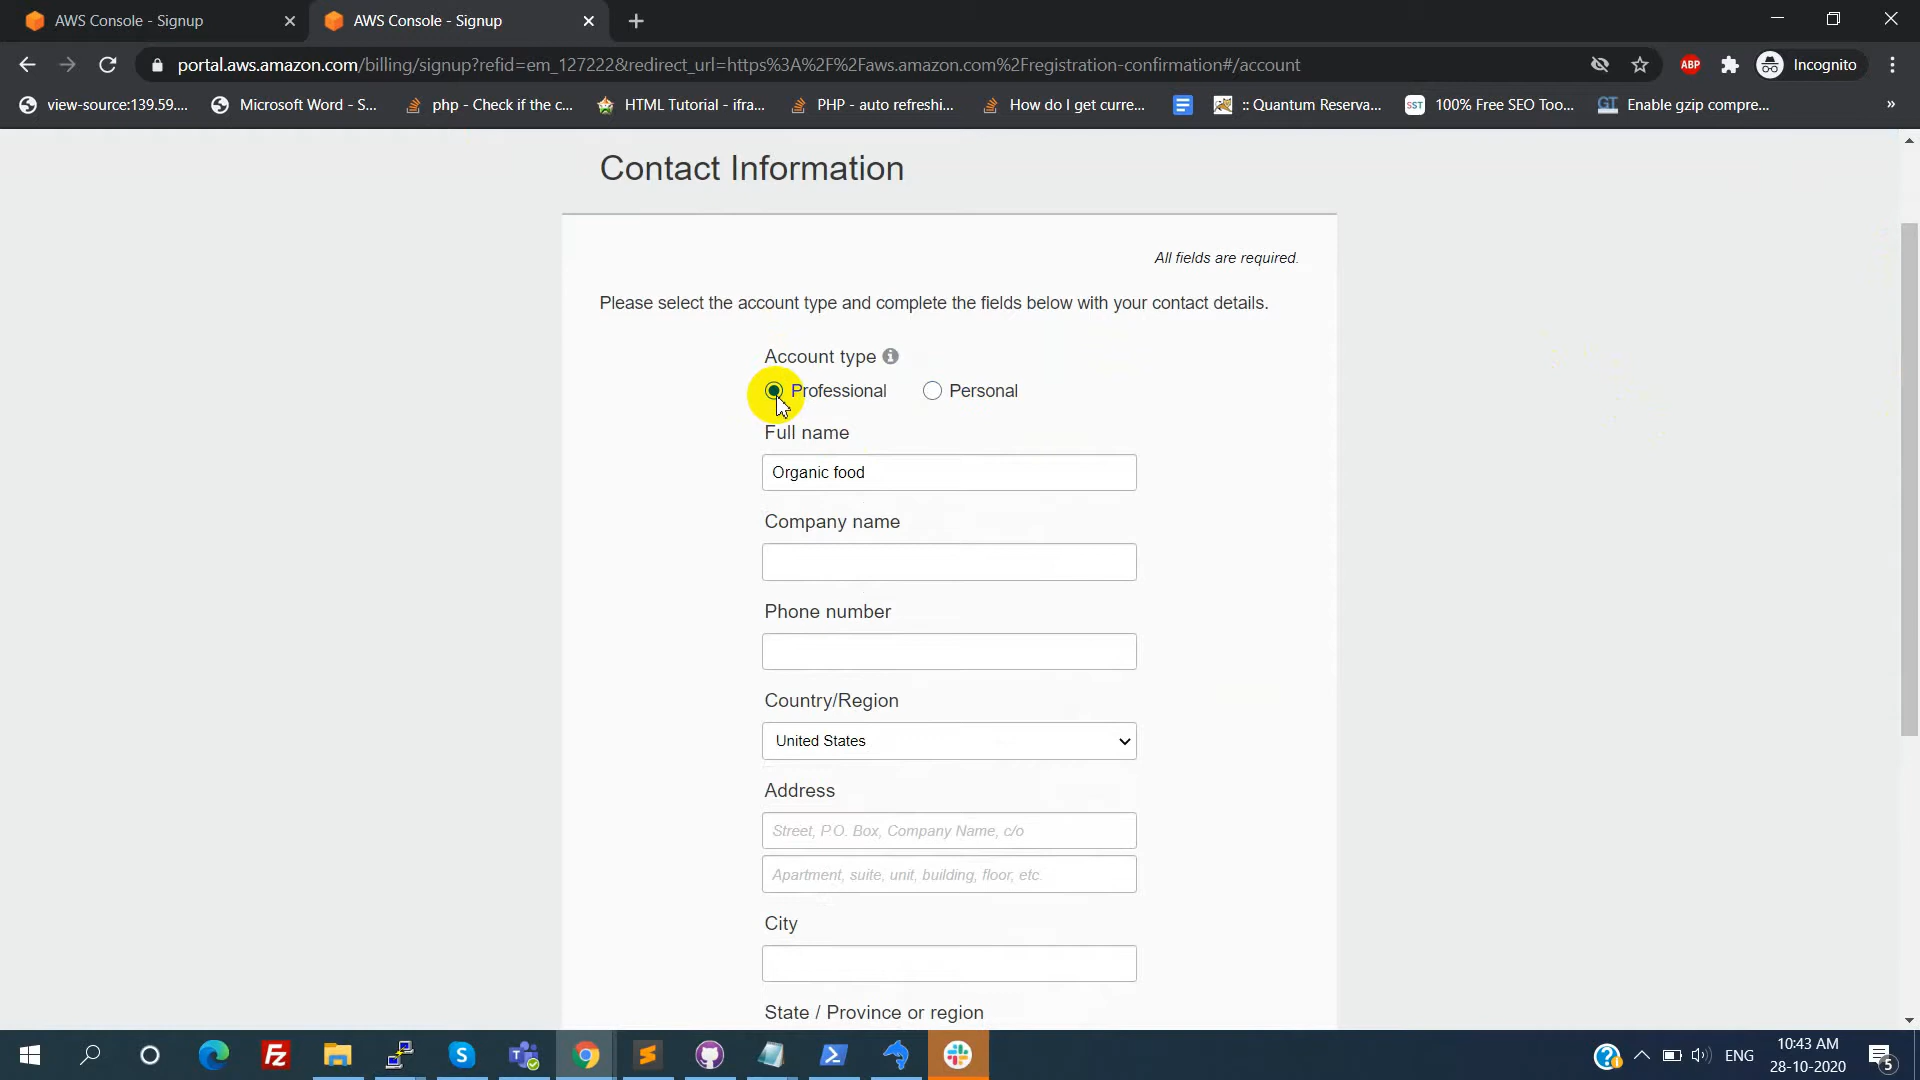 AWS Console - Signup
AWS Console - Signup
portal.aws.amazon.com/billing/signup?refid=em_127222&redirect_url=https%3A%2F%2Faws.amazon.com%2Fregistration-confirmation#/account
ABP
Incognito
view-source:139.59....
Microsoft Word - S...
php - Check if the c...
HTML Tutorial - ifra...
PHP - auto refreshi...
How do I get curre...
:: Quantum Reserva...
SST
100% Free SEO Too...
GT
Enable gzip compre...
»
Contact Information
All fields are required.
Please select the account type and complete the fields below with your contact details.
Account type
Professional
Personal
Full name
Organic food
Company name
Phone number
Country/Region
United States
Address
Street, P.O. Box, Company Name, c/o
Apartment, suite, unit, building, floor, etc.
City
State / Province or region
Fz
ENG
10:43 AM
28-10-2020
5